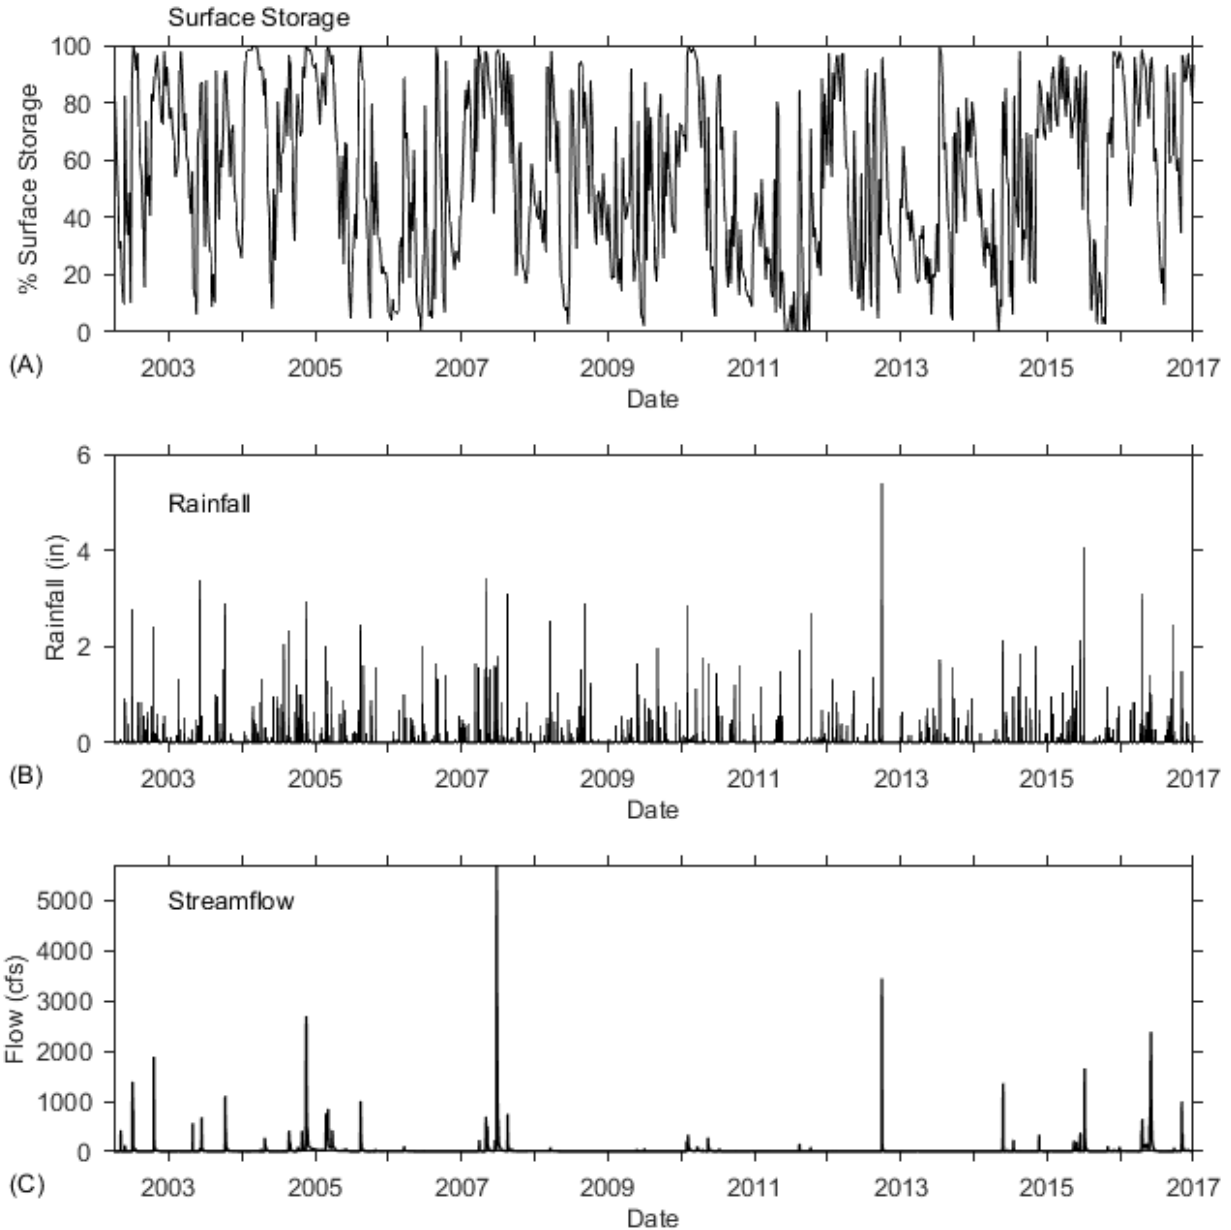 Surface Storage
100
80
60
40
20
0
% Surface Storage
2003 2005 2007 2009 2011 2013 2015 2017
(A)
Date
6
4
2
0
Rainfall (in)
Rainfall
2003 2005 2007 2009 2011 2013 2015 2017
(B)
Date
5000
4000
3000
2000
1000
0
Flow (cfs)
Streamflow
2003 2005 2007 2009 2011 2013 2015 2017
(C)
Date